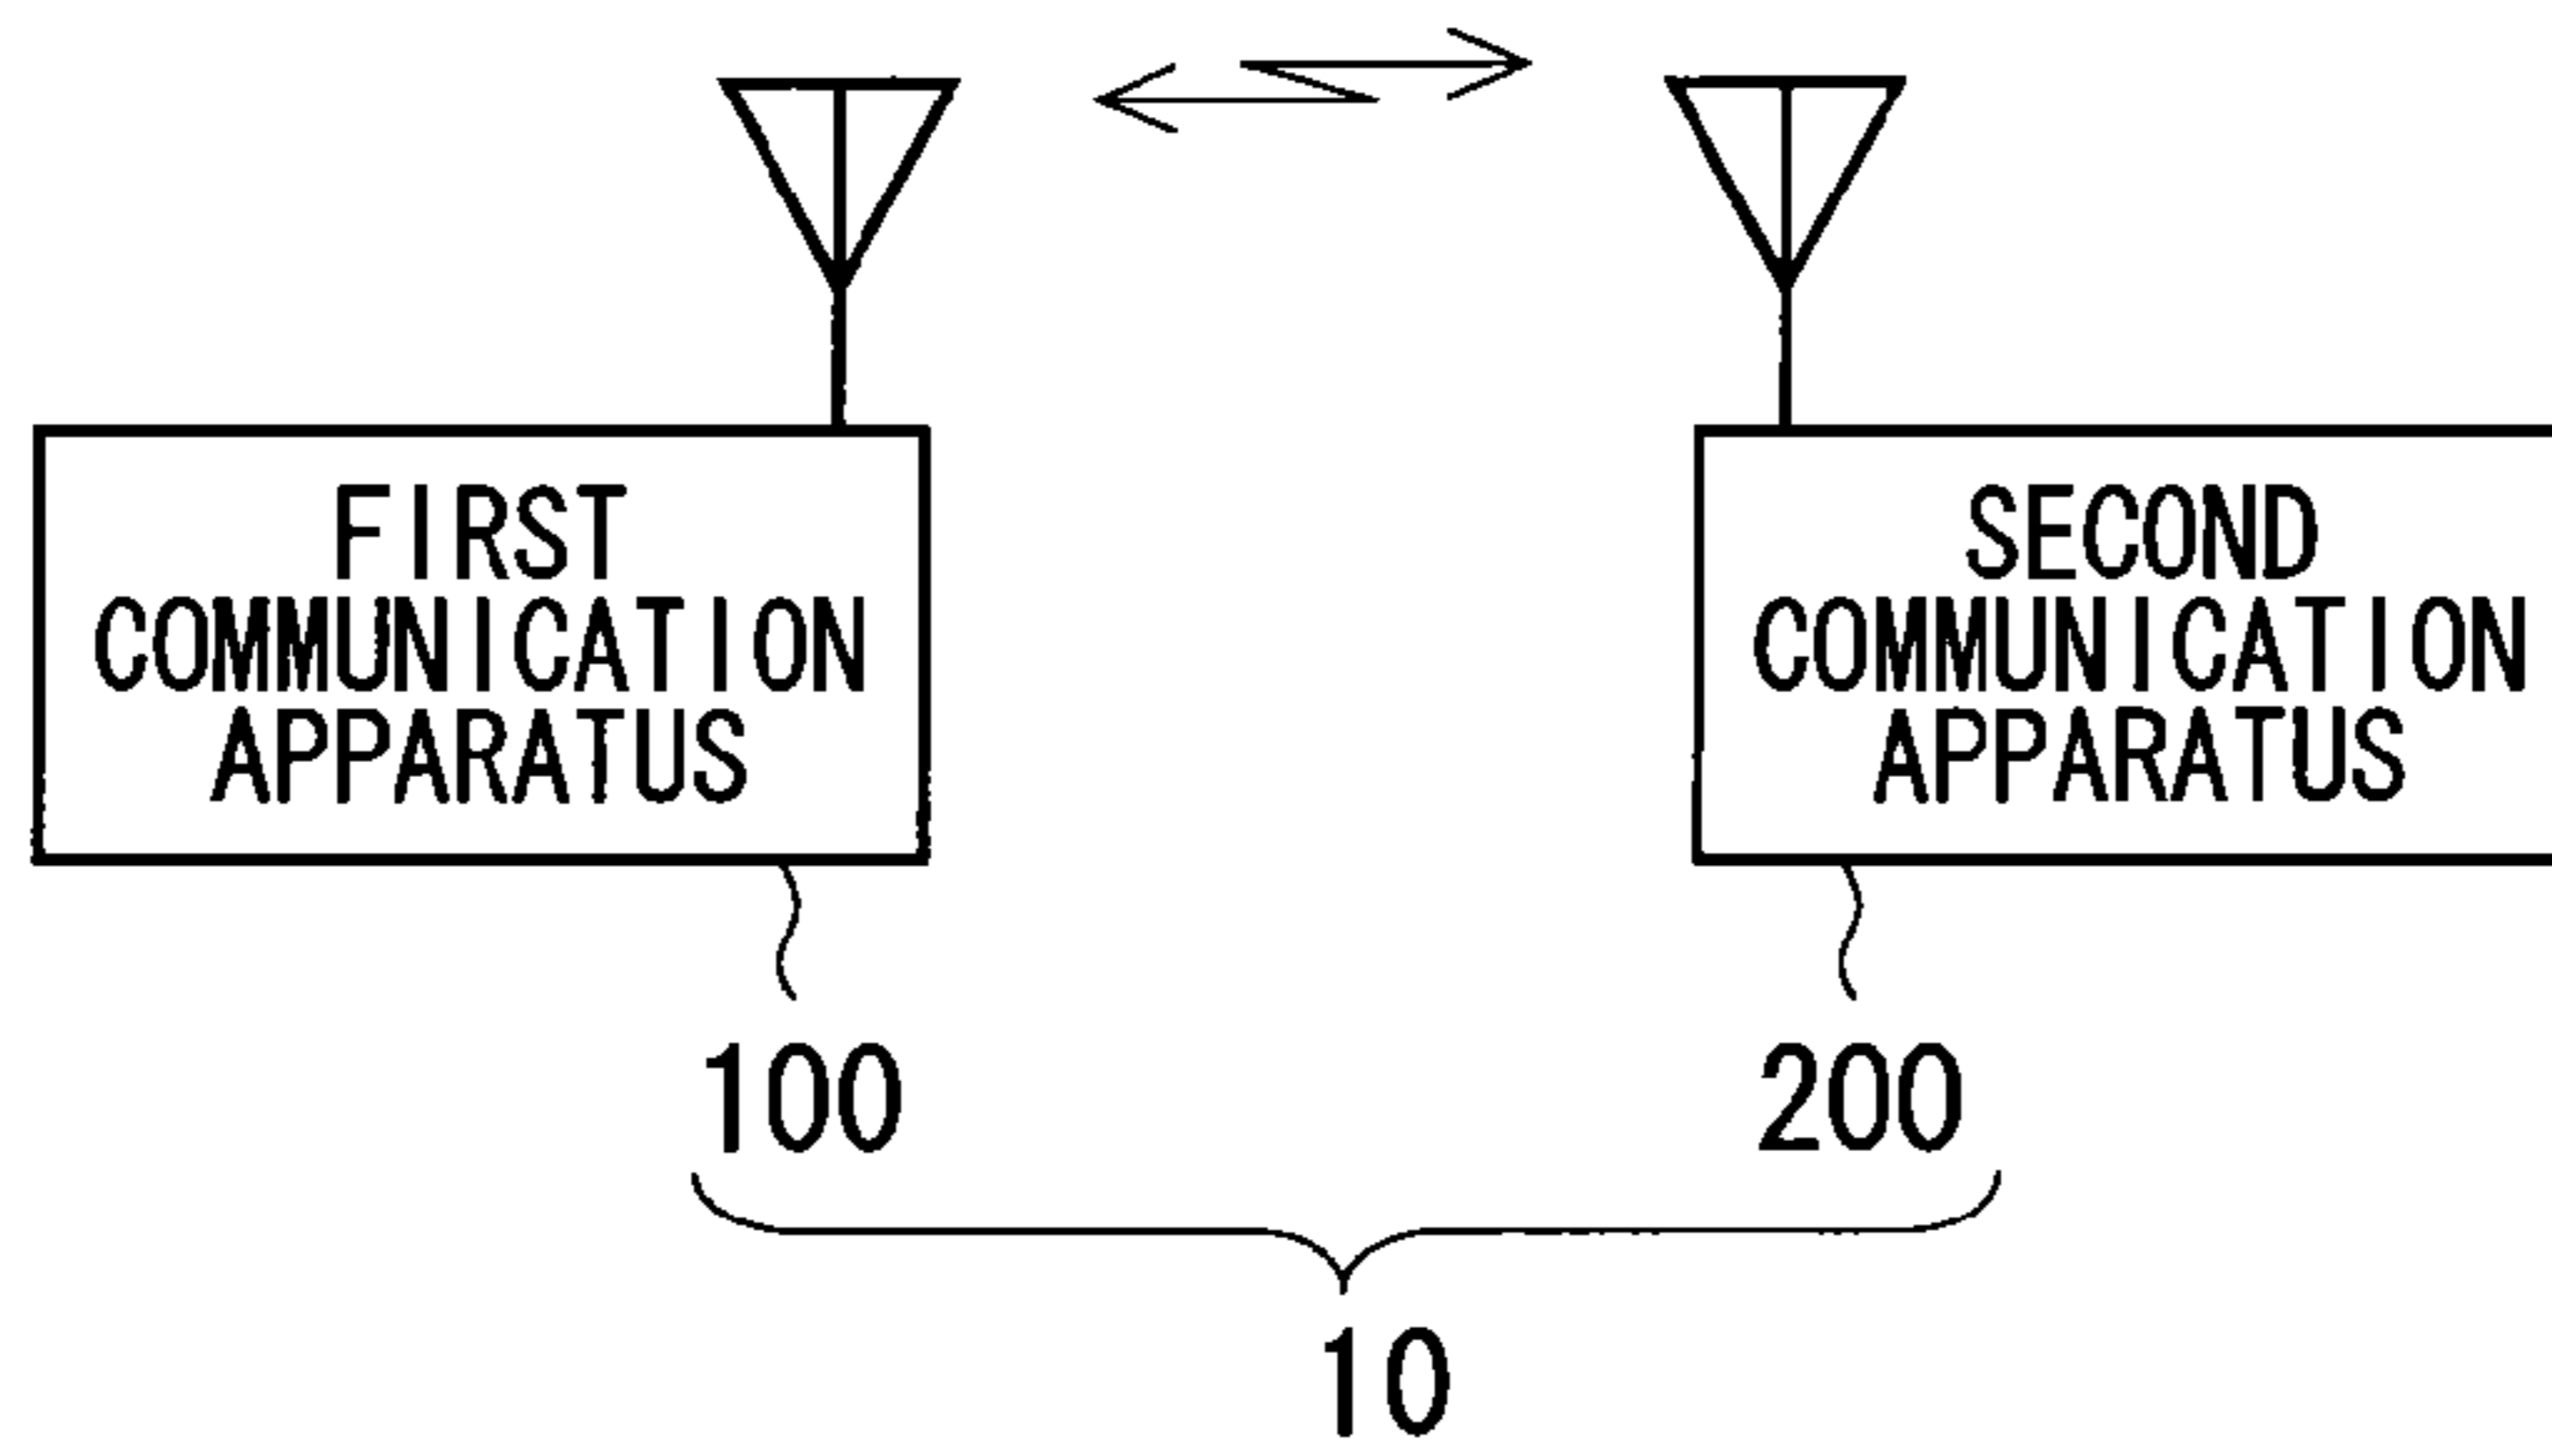 FIRST
COMMUNICATION
APPARATUS
SECOND
COMMUNICATION
APPARATUS
100
200
10